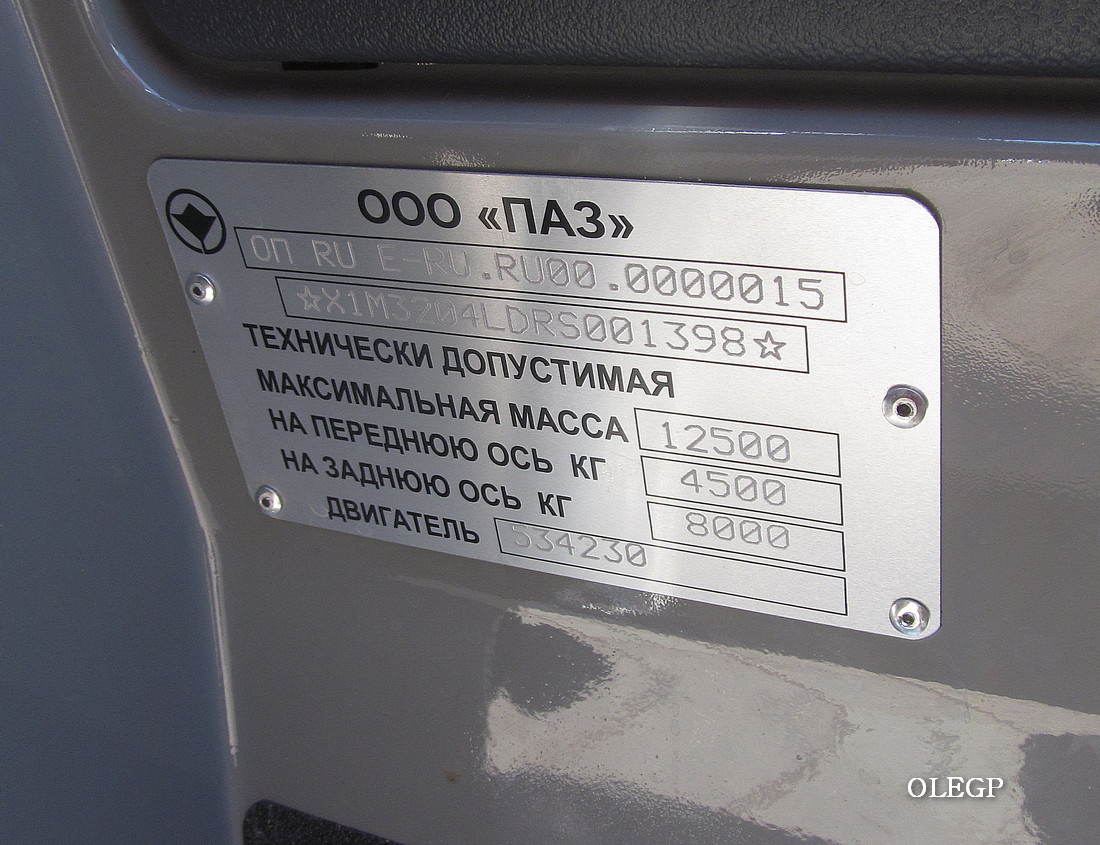 ООО «ПАЗ»
ОП RU E-RU.RU00.0000015
☆X1M3204LDRS001398☆
ТЕХНИЧЕСКИ ДОПУСТИМАЯ
МАКСИМАЛЬНАЯ МАССА 12500
НА ПЕРЕДНЮЮ ОСЬ КГ 4500
НА ЗАДНЮЮ ОСЬ КГ 8000
ДВИГАТЕЛЬ 534230
OLEGP